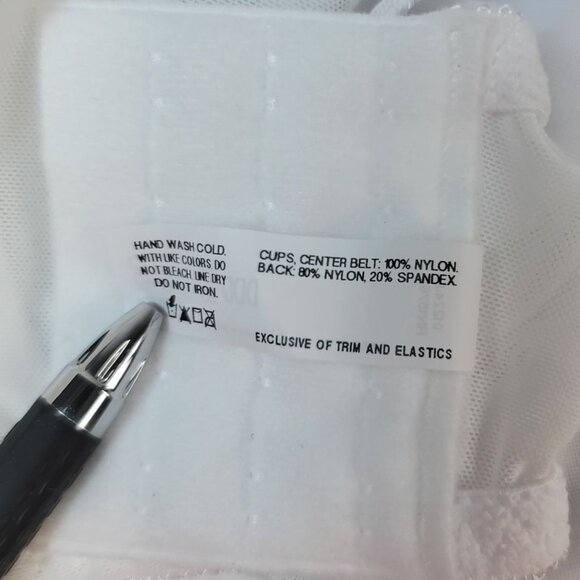 HAND WASH COLD.
WITH LIKE COLORS DO
NOT BLEACH LINE DRY
DO NOT IRON.
CUPS, CENTER BELT: 100% NYLON.
BACK: 80% NYLON, 20% SPANDEX.
EXCLUSIVE OF TRIM AND ELASTICS